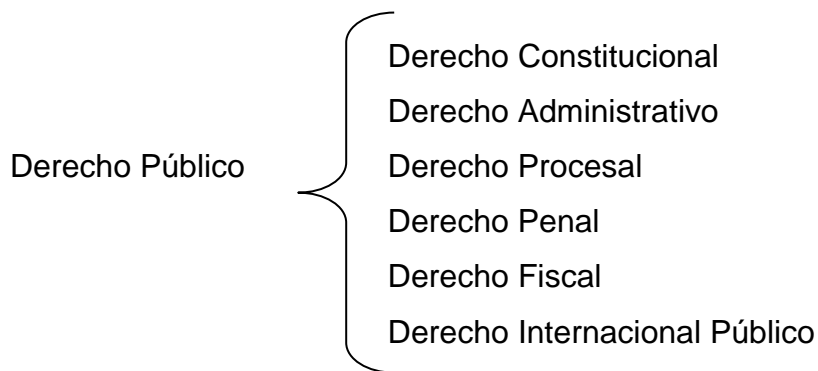 Derecho Constitucional
Derecho Administrativo
Derecho Público
Derecho Procesal
Derecho Penal
Derecho Fiscal
Derecho Internacional Público